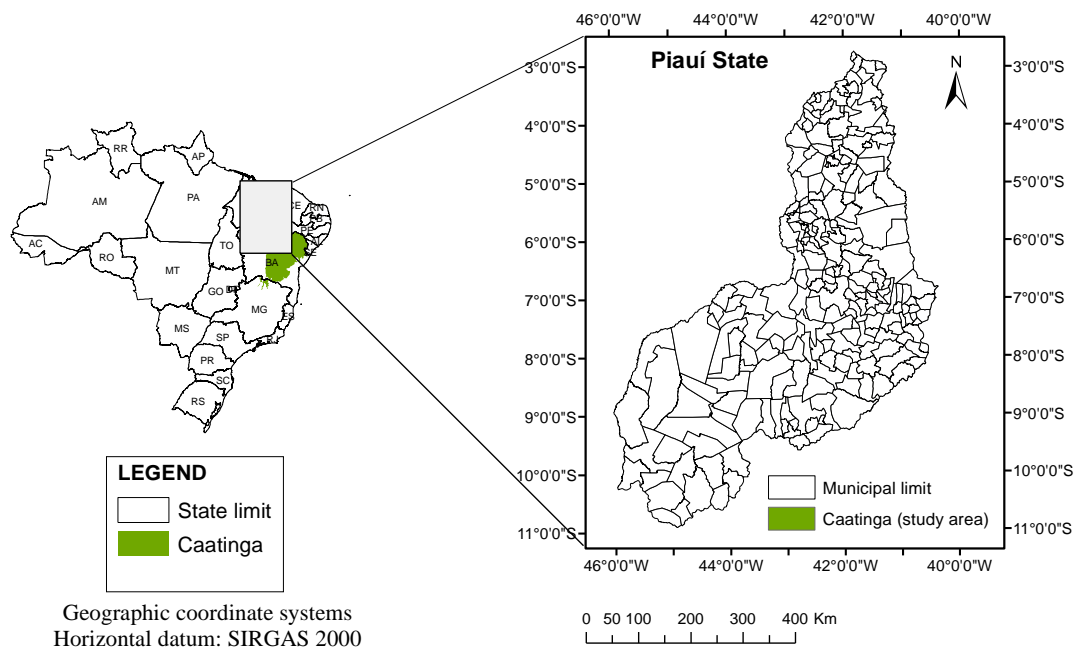 46°0'0"W 44°0'0"W 42°0'0"W 40°0'0"W
Piauí State
N
3°0'0"S 3°0'0"S
4°0'0"S 4°0'0"S
5°0'0"S 5°0'0"S
6°0'0"S 6°0'0"S
7°0'0"S 7°0'0"S
8°0'0"S 8°0'0"S
9°0'0"S 9°0'0"S
10°0'0"S 10°0'0"S
11°0'0"S 11°0'0"S
Municipal limit
Caatinga (study area)
46°0'0"W 44°0'0"W 42°0'0"W 40°0'0"W
0 50 100 200 300 400 Km
RR
AP
AM
PA
CE
RN
AC
TO
RO
BA
MT
GO
MG
MS
SP
PR
SC
RS
LEGEND
State limit
Caatinga
Geographic coordinate systems
Horizontal datum: SIRGAS 2000